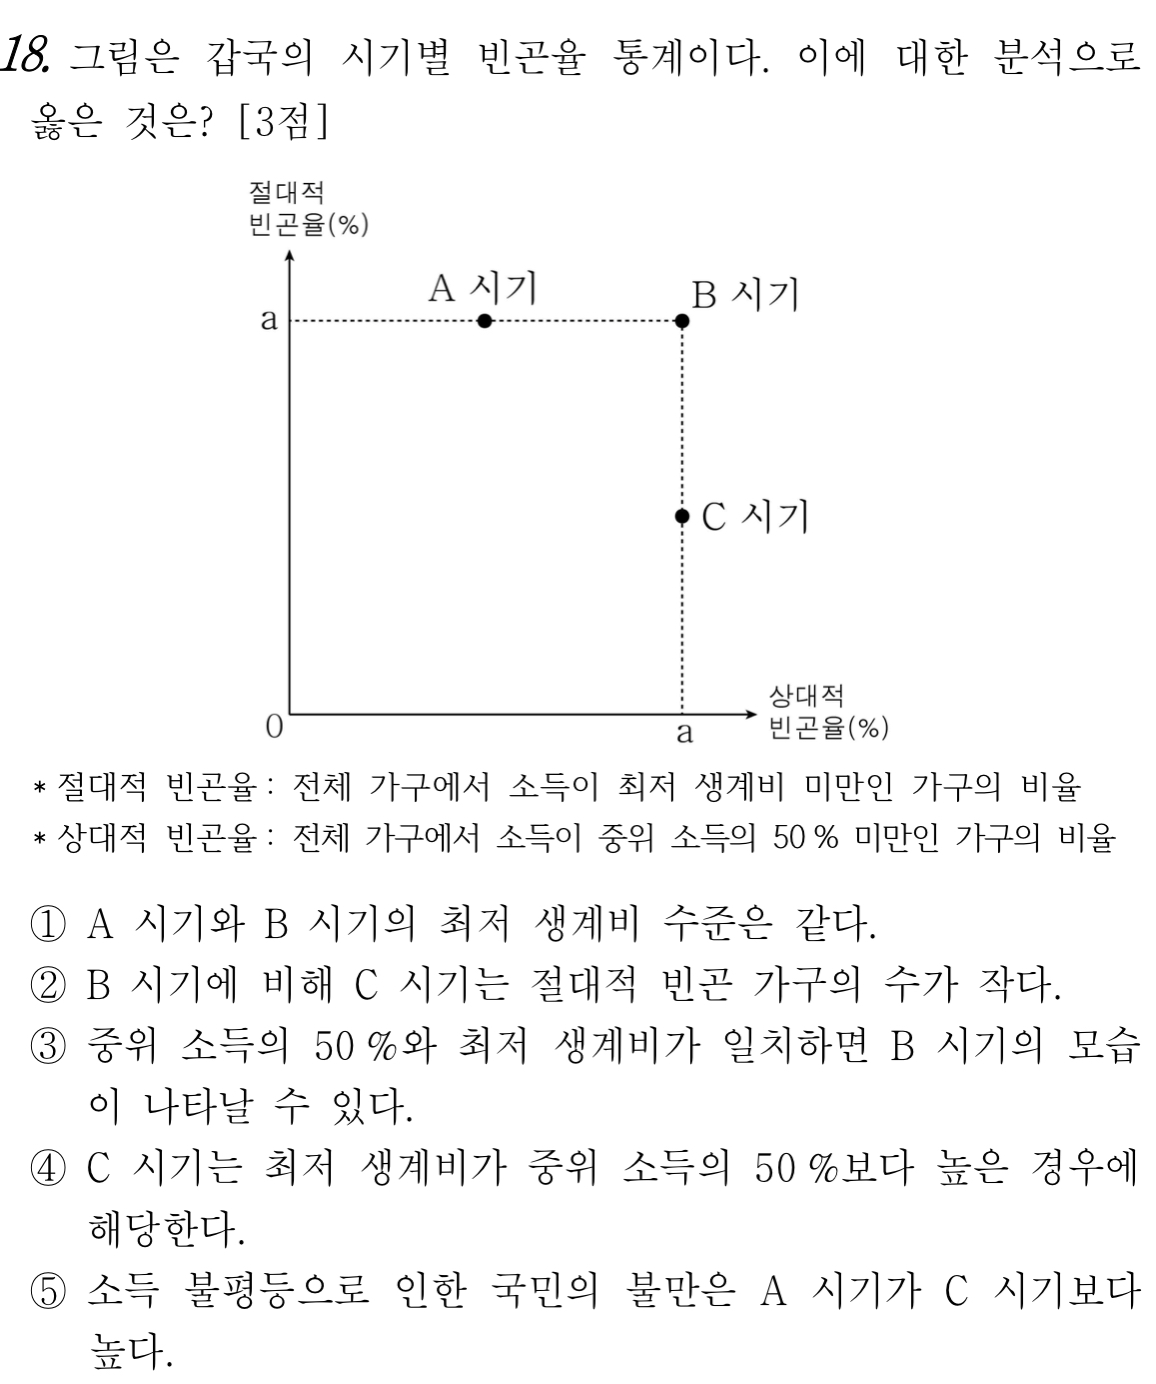 18. 그림은 갑국의 시기별 빈곤율 통계이다. 이에 대한 분석으로
옳은 것은? [3점]
절대적
빈곤율(%)
A 시기
B 시기
a
C 시기
0
a
상대적
빈곤율(%)
* 절대적 빈곤율 : 전체 가구에서 소득이 최저 생계비 미만인 가구의 비율
* 상대적 빈곤율 : 전체 가구에서 소득이 중위 소득의 50 % 미만인 가구의 비율
① A 시기와 B 시기의 최저 생계비 수준은 같다.
② B 시기에 비해 C 시기는 절대적 빈곤 가구의 수가 작다.
③ 중위 소득의 50 %와 최저 생계비가 일치하면 B 시기의 모습
이 나타날 수 있다.
④ C 시기는 최저 생계비가 중위 소득의 50 %보다 높은 경우에
해당한다.
⑤ 소득 불평등으로 인한 국민의 불만은 A 시기가 C 시기보다
높다.